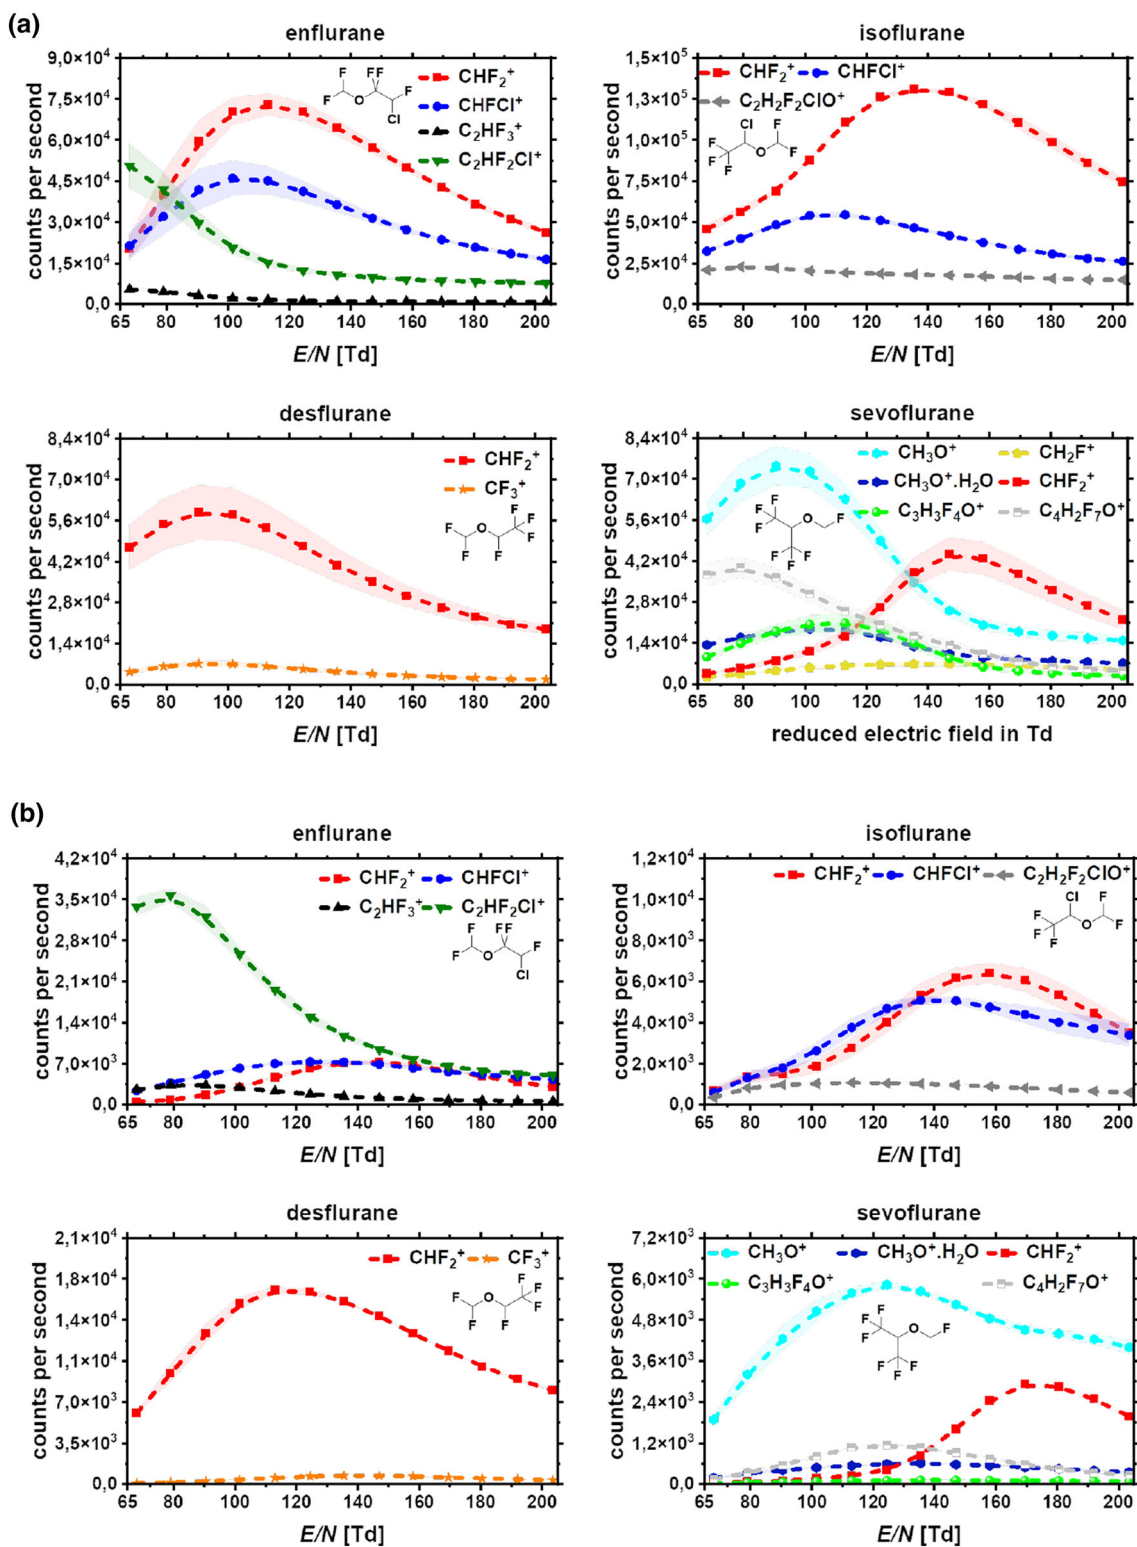 (a)
enflurane
9,0×10⁴
7,5×10⁴
6,0×10⁴
4,5×10⁴
3,0×10⁴
1,5×10⁴
0,0
counts per second
CHF₂⁺
CHFCl⁺
C₂HF₃⁺
C₂HF₂Cl⁺
F
F F
F
O
F
Cl
65 80 100 120 140 160 180 200
E/N [Td]
isoflurane
1,5×10⁵
1,3×10⁵
1,0×10⁵
7,5×10⁴
5,0×10⁴
2,5×10⁴
0,0
counts per second
CHF₂⁺ CHFCl⁺
C₂H₂F₂ClO⁺
Cl F
F
F
O
F
F
65 80 100 120 140 160 180 200
E/N [Td]
desflurane
8,4×10⁴
7,0×10⁴
5,6×10⁴
4,2×10⁴
2,8×10⁴
1,4×10⁴
0,0
counts per second
CHF₂⁺
CF₃⁺
F
F
O
F
F
F F
65 80 100 120 140 160 180 200
E/N [Td]
sevoflurane
8,4×10⁴
7,0×10⁴
5,6×10⁴
4,2×10⁴
2,8×10⁴
1,4×10⁴
0,0
counts per second
CH₃O⁺ CH₂F⁺
CH₃O⁺.H₂O CHF₂⁺
C₃H₃F₄O⁺ C₄H₂F₇O⁺
F
F
O
F
F
F
F
F
65 80 100 120 140 160 180 200
reduced electric field in Td
(b)
enflurane
4,2×10⁴
3,5×10⁴
2,8×10⁴
2,1×10⁴
1,4×10⁴
7,0×10³
0,0
counts per second
CHF₂⁺ CHFCl⁺
C₂HF₃⁺ C₂HF₂Cl⁺
F
F F
F
F
O
Cl
65 80 100 120 140 160 180 200
E/N [Td]
isoflurane
1,2×10⁴
1,0×10⁴
8,0×10³
6,0×10³
4,0×10³
2,0×10³
0,0
counts per second
CHF₂⁺ CHFCl⁺ C₂H₂F₂ClO⁺
Cl F
F
F
O
F
F
65 80 100 120 140 160 180 200
E/N [Td]
desflurane
2,1×10⁴
1,8×10⁴
1,4×10⁴
1,1×10⁴
7,0×10³
3,5×10³
0,0
counts per second
CHF₂⁺ CF₃⁺
F
F
O
F
F
F F
65 80 100 120 140 160 180 200
E/N [Td]
sevoflurane
7,2×10³
6,0×10³
4,8×10³
3,6×10³
2,4×10³
1,2×10³
0,0
counts per second
CH₃O⁺ CH₃O⁺.H₂O CHF₂⁺
C₃H₃F₄O⁺ C₄H₂F₇O⁺
F
F
O
F
F
F
F
F
65 80 100 120 140 160 180 200
E/N [Td]